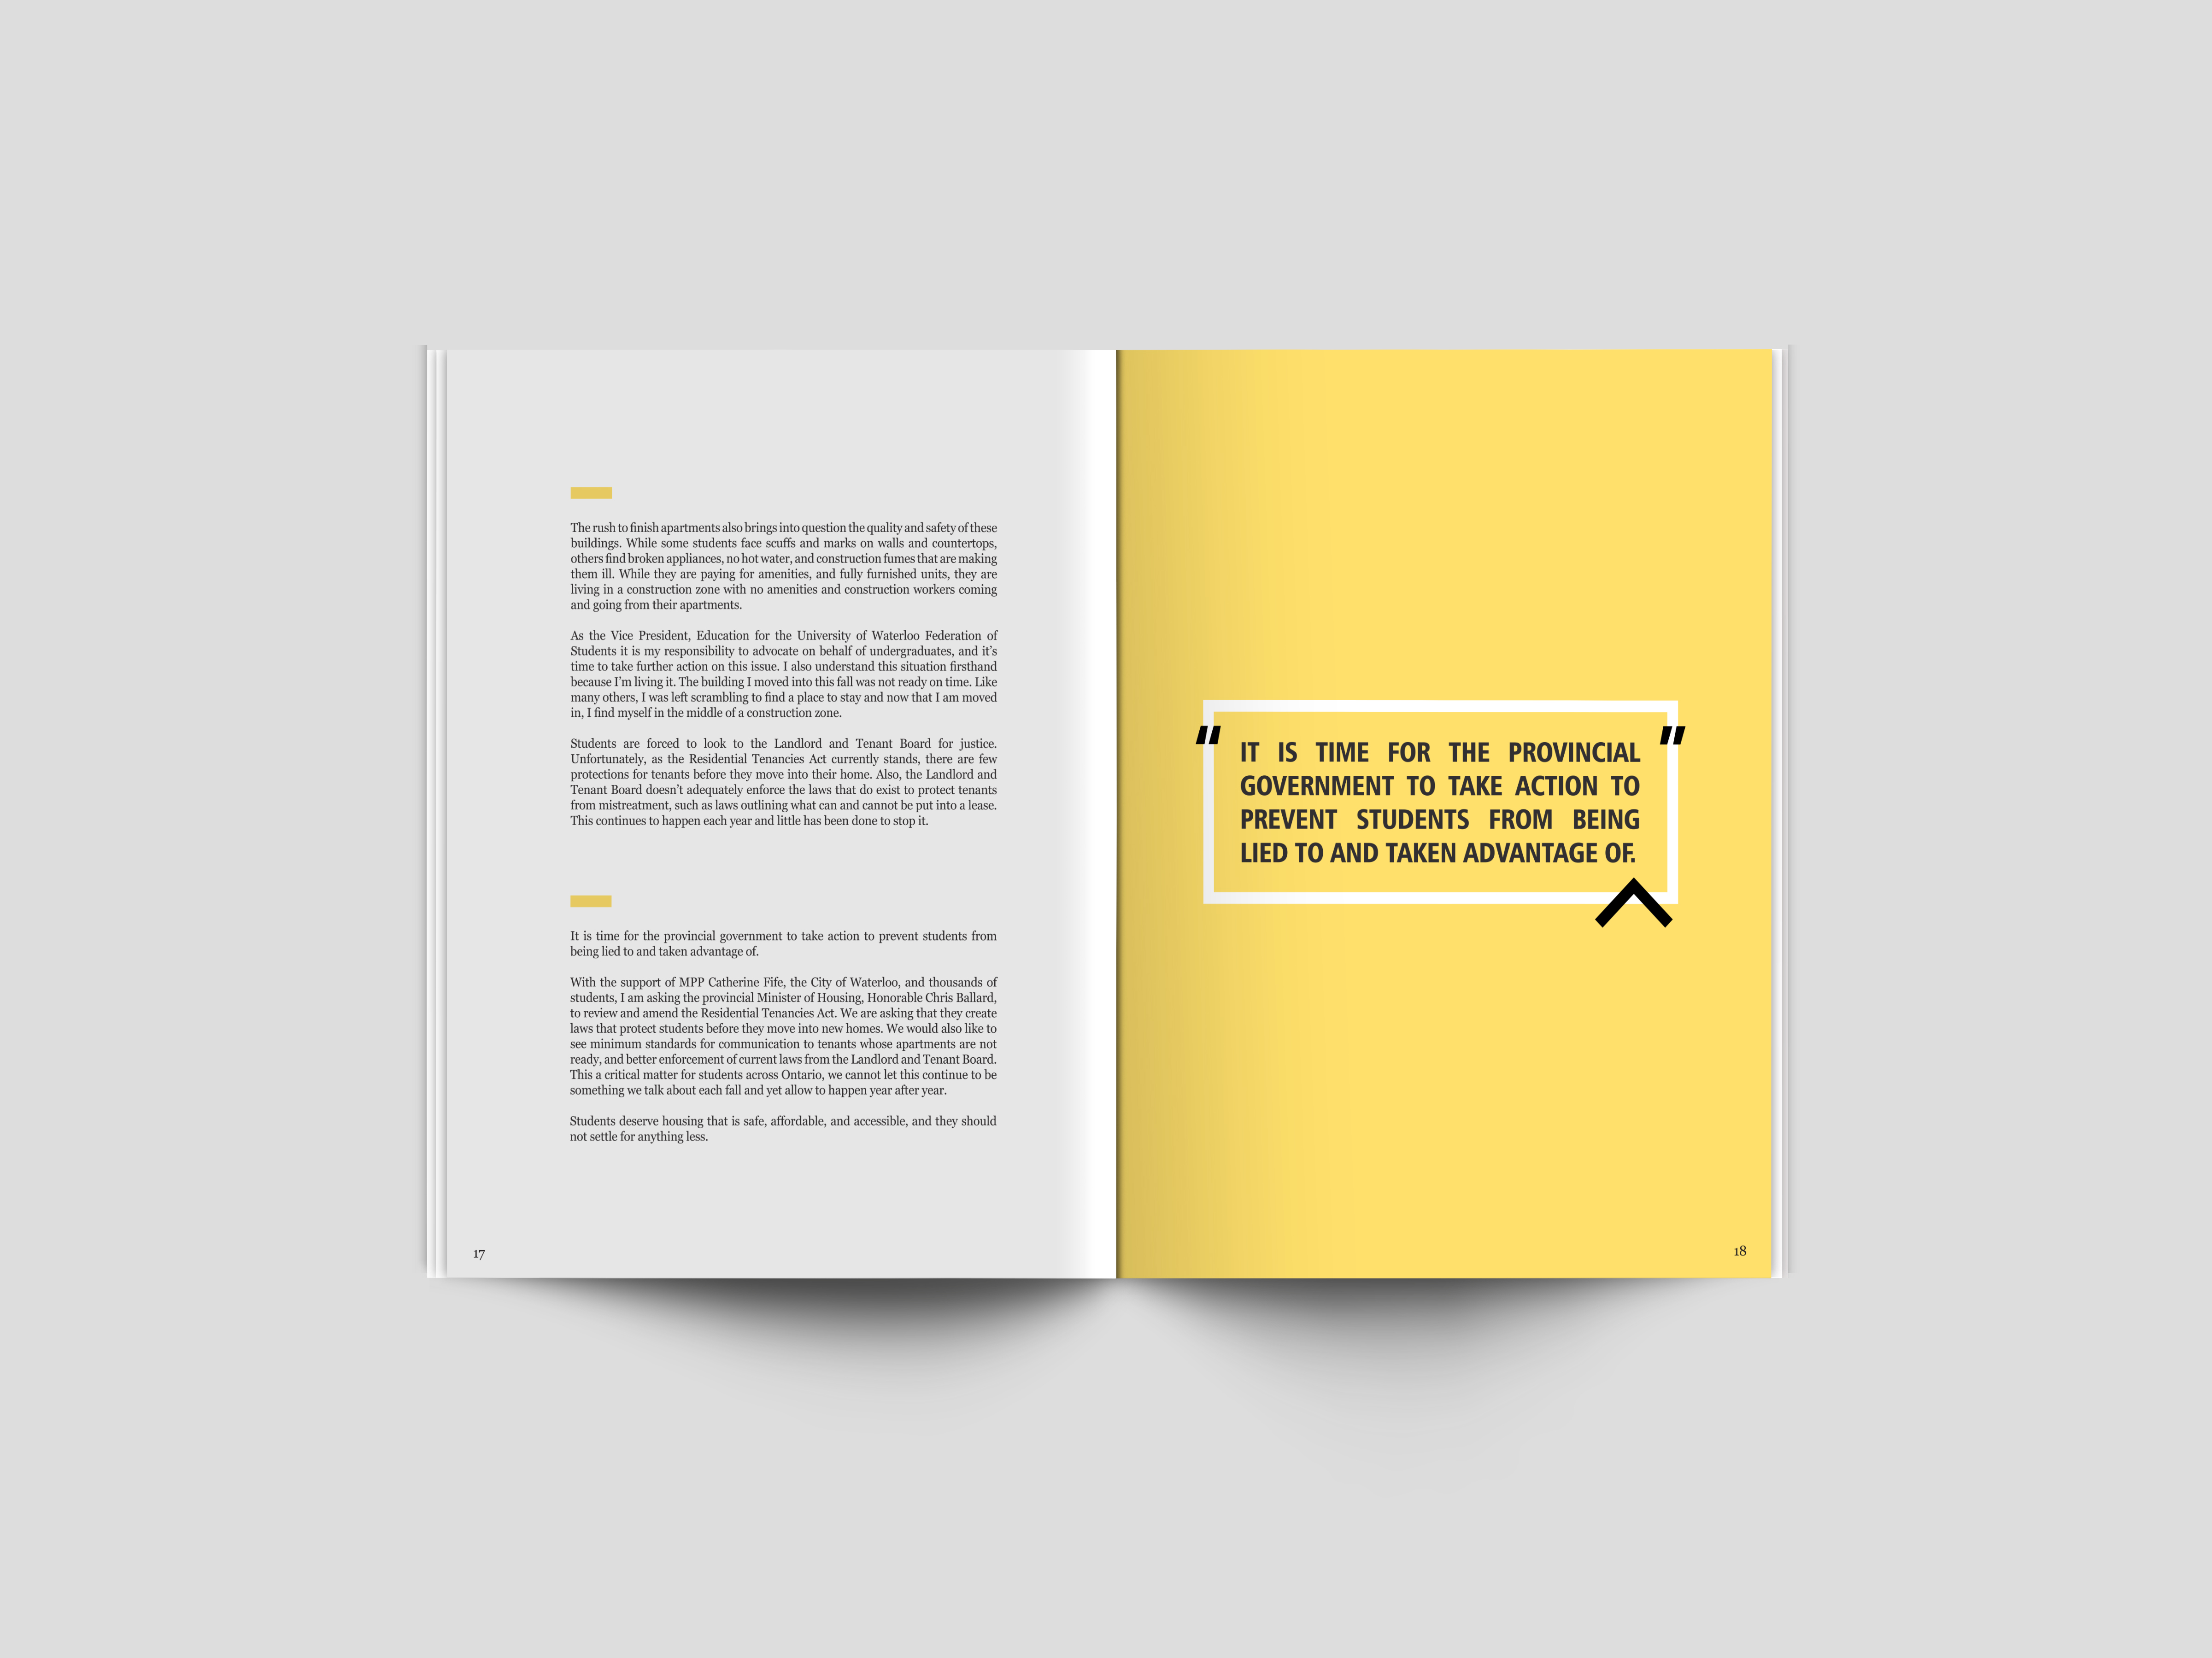 The rush to finish apartments also brings into question the quality and safety of these
buildings. While some students face scuffs and marks on walls and countertops,
others find broken appliances, no hot water, and construction fumes that are making
them ill. While they are paying for amenities, and fully furnished units, they are
living in a construction zone with no amenities and construction workers coming
and going from their apartments.
As the Vice President, Education for the University of Waterloo Federation of
Students it is my responsibility to advocate on behalf of undergraduates, and it’s
time to take further action on this issue. I also understand this situation firsthand
because I’m living it. The building I moved into this fall was not ready on time. Like
many others, I was left scrambling to find a place to stay and now that I am moved
in, I find myself in the middle of a construction zone.
Students are forced to look to the Landlord and Tenant Board for justice.
Unfortunately, as the Residential Tenancies Act currently stands, there are few
protections for tenants before they move into their home. Also, the Landlord and
Tenant Board doesn’t adequately enforce the laws that do exist to protect tenants
from mistreatment, such as laws outlining what can and cannot be put into a lease.
This continues to happen each year and little has been done to stop it.
It is time for the provincial government to take action to prevent students from
being lied to and taken advantage of.
With the support of MPP Catherine Fife, the City of Waterloo, and thousands of
students, I am asking the provincial Minister of Housing, Honorable Chris Ballard,
to review and amend the Residential Tenancies Act. We are asking that they create
laws that protect students before they move into new homes. We would also like to
see minimum standards for communication to tenants whose apartments are not
ready, and better enforcement of current laws from the Landlord and Tenant Board.
This a critical matter for students across Ontario, we cannot let this continue to be
something we talk about each fall and yet allow to happen year after year.
Students deserve housing that is safe, affordable, and accessible, and they should
not settle for anything less.
17
"IT IS TIME FOR THE PROVINCIAL
GOVERNMENT TO TAKE ACTION TO
PREVENT STUDENTS FROM BEING
LIED TO AND TAKEN ADVANTAGE OF."
18